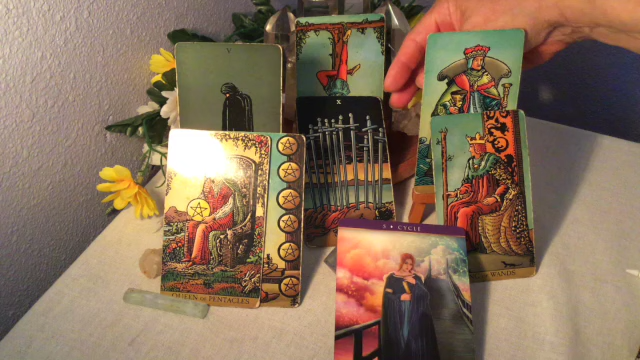 V
X
QUEEN of PENTACLES
WANDS
X • CYCLE